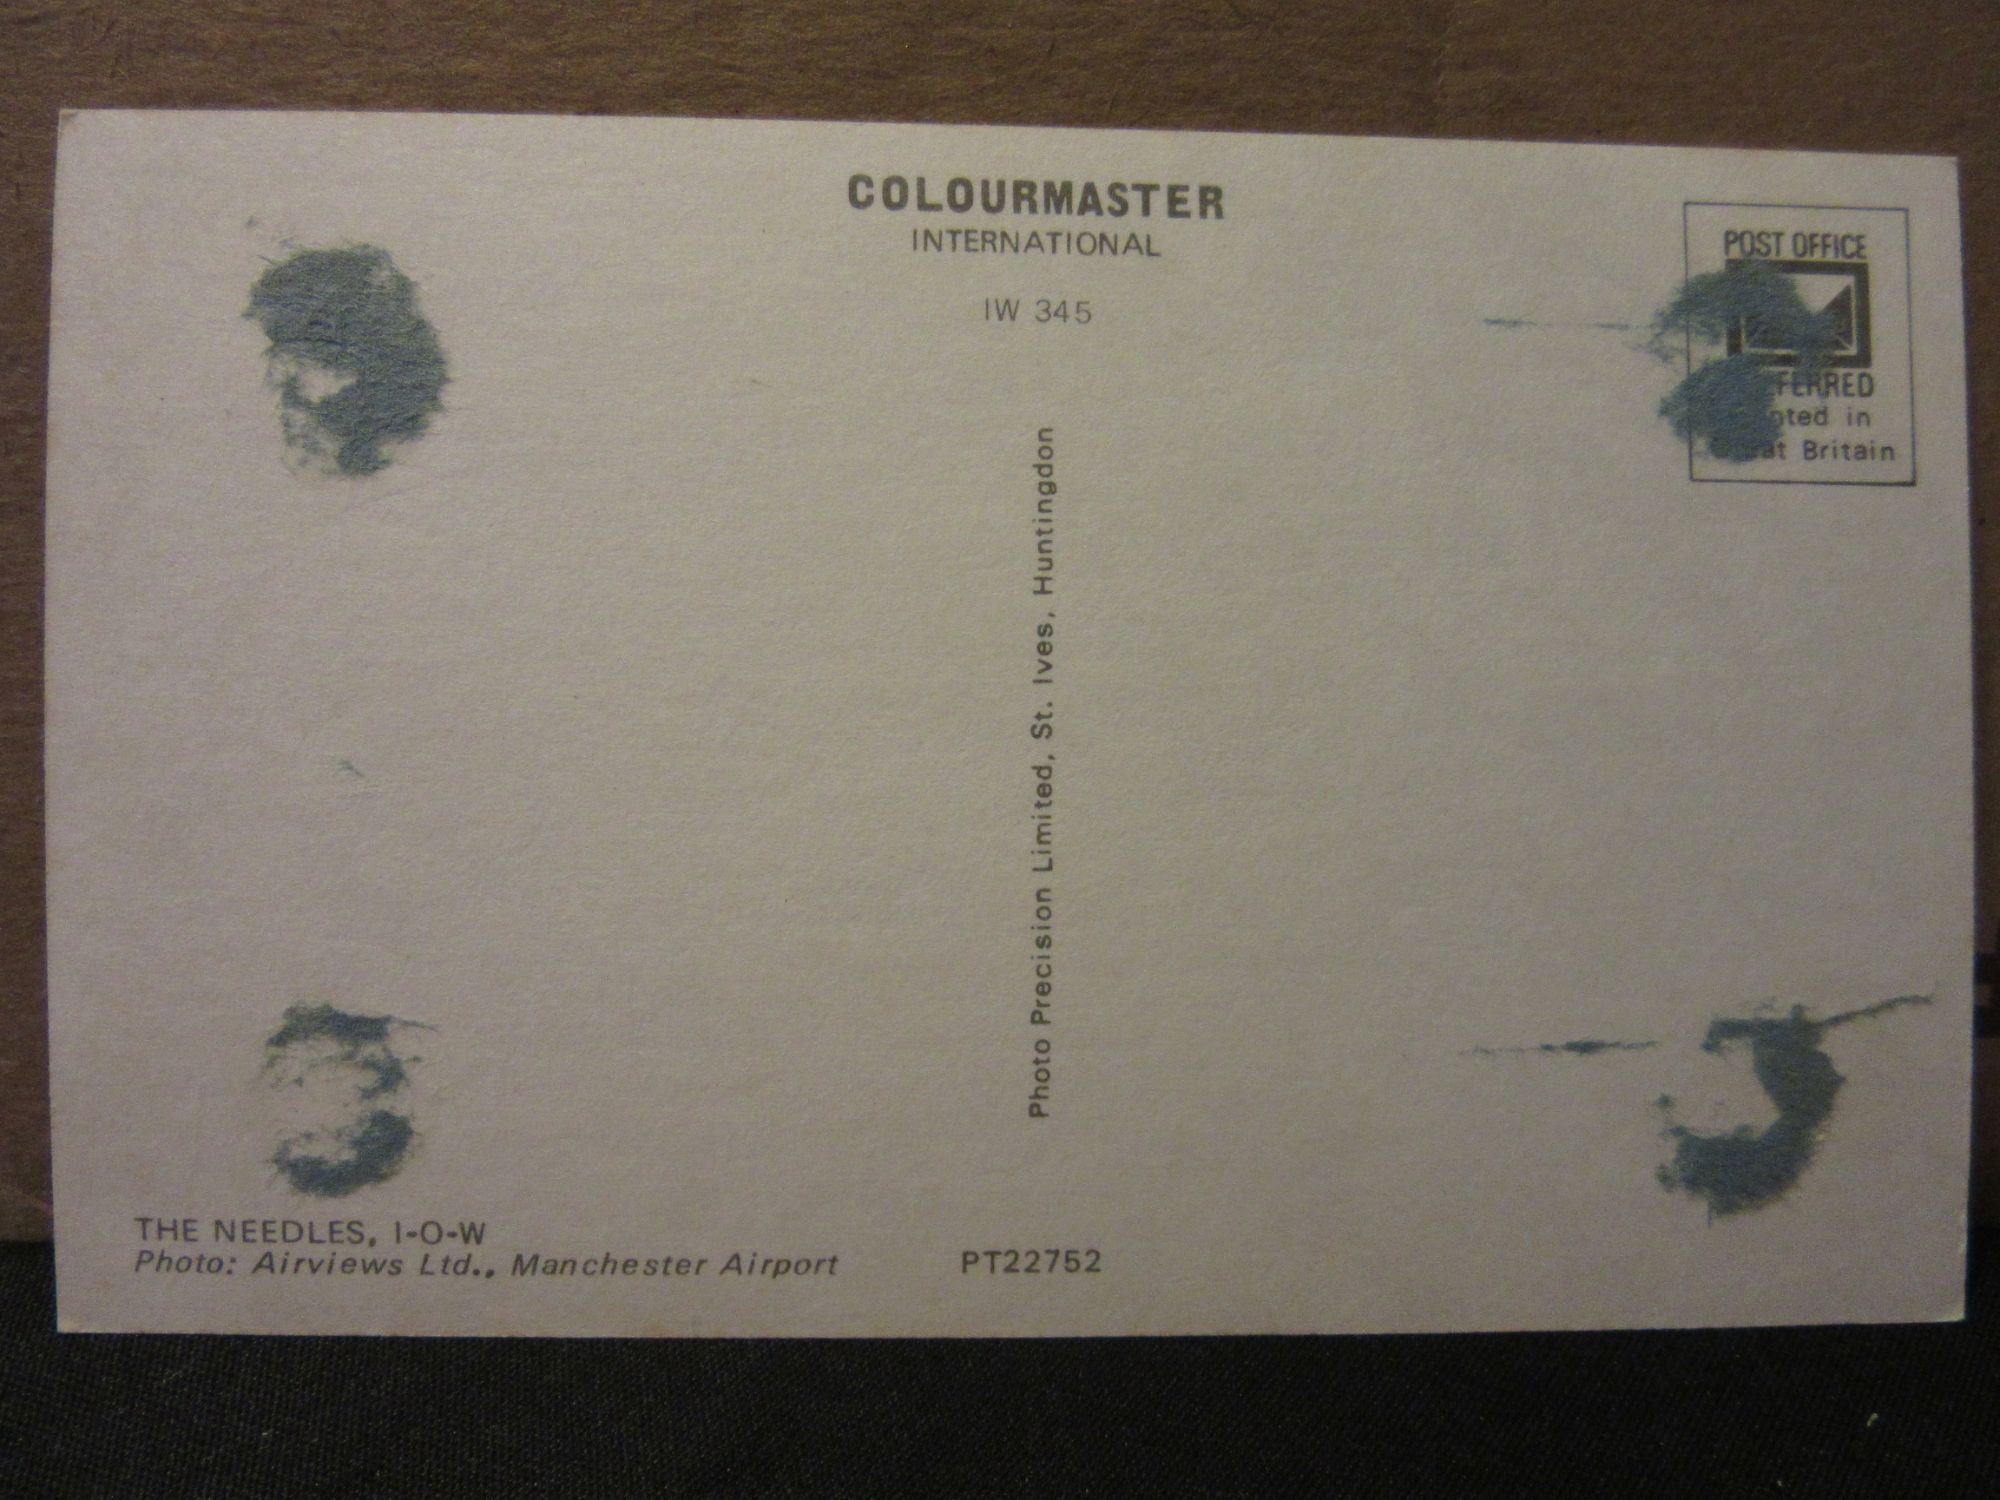 COLOURMASTER
INTERNATIONAL
IW 345
POST OFFICE
in
Britain
Photo Precision Limited, St. Ives, Huntingdon
THE NEEDLES, I-O-W
Photo: Airviews Ltd., Manchester Airport
PT22752